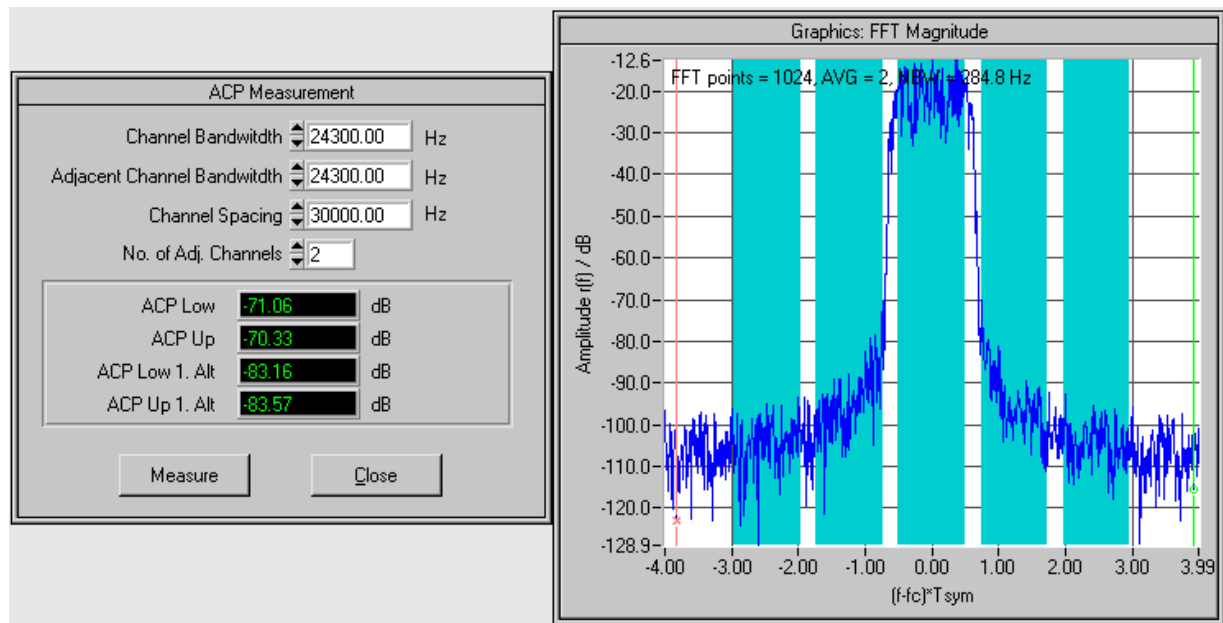 ACP Measurement
Channel Bandwitdth 24300.00 Hz
Adjacent Channel Bandwitdth 24300.00 Hz
Channel Spacing 30000.00 Hz
No. of Adj. Channels 2
ACP Low -71.06 dB
ACP Up -70.33 dB
ACP Low 1. Alt -83.16 dB
ACP Up 1. Alt -83.57 dB
Measure Close
Graphics: FFT Magnitude
FFT points = 1024, AVG = 2, NBW = 284.8 Hz
Amplitude r(f) / dB
-12.6
-20.0
-30.0
-40.0
-50.0
-60.0
-70.0
-80.0
-90.0
-100.0
-110.0
-120.0
-128.9
-4.00 -3.00 -2.00 -1.00 0.00 1.00 2.00 3.00 3.99
(f-fc)*Tsym